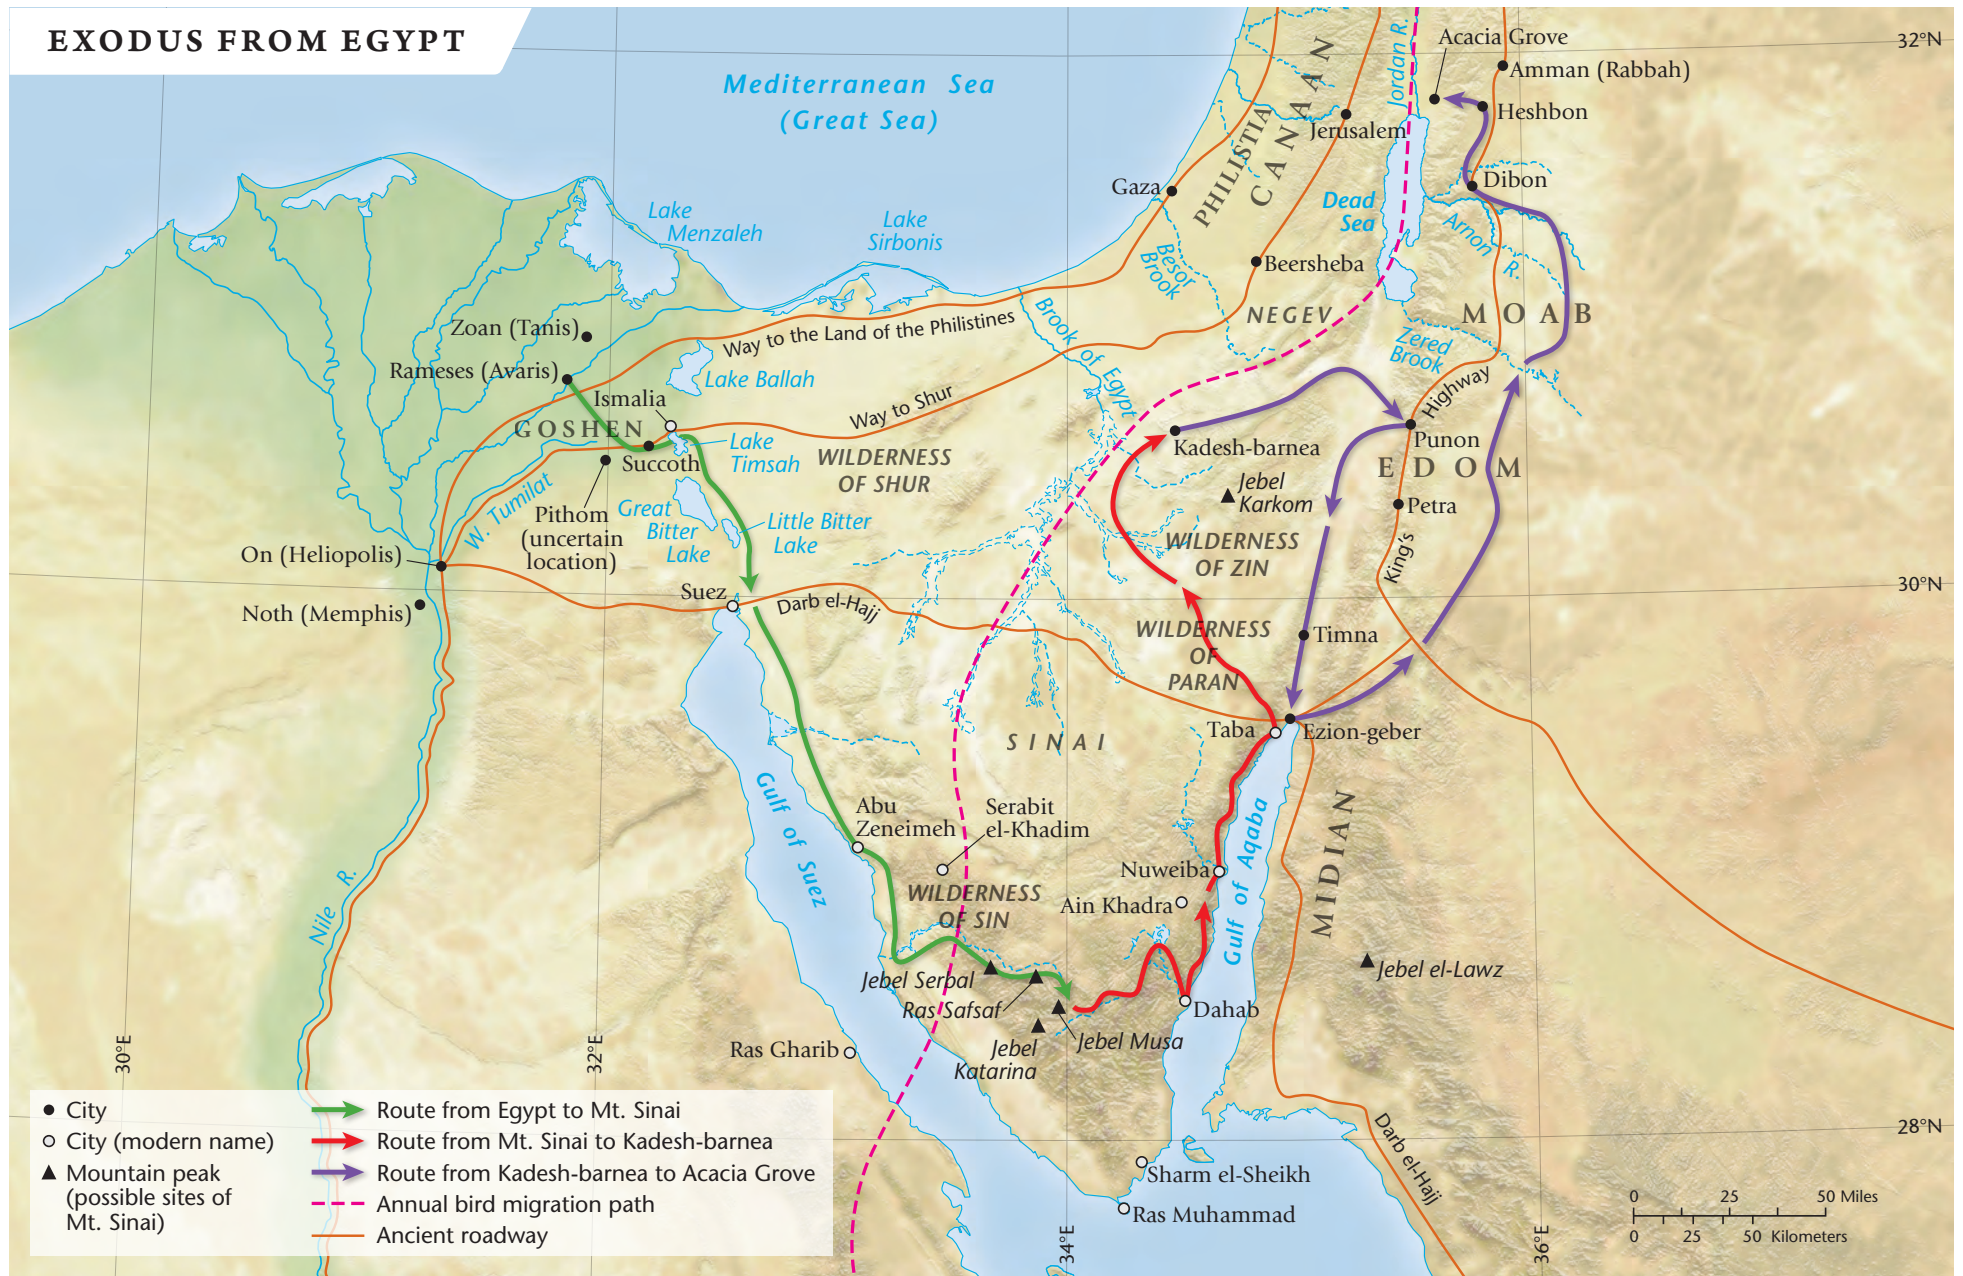 EXODUS FROM EGYPT
Mediterranean Sea
(Great Sea)
Jordan R.
Acacia Grove
32°N
Amman (Rabbah)
Heshbon
Jerusalem
CANAAN
PHILISTIA
Gaza
Dibon
Dead
Sea
Arnon R.
Lake
Menzaleh
Lake
Sirbonis
Besor
Brook
Beersheba
NEGEV
MOAB
Zered
Brook
Zoan (Tanis)
Way to the Land of the Philistines
Brook of Egypt
Rameses (Avaris)
Lake Ballah
Ismalia
Way to Shur
Highway
GOSHEN
Lake
Timsah
Succoth
WILDERNESS
OF SHUR
Kadesh-barnea
Punon
EDOM
Jebel
Karkom
Petra
W. Tumilat
Pithom
(uncertain
location)
Great
Bitter
Lake
Little Bitter
Lake
WILDERNESS
OF ZIN
King's
On (Heliopolis)
30°N
Noth (Memphis)
Suez
Darb el-Hajj
WILDERNESS
OF
PARAN
Timna
SINAI
Taba
Ezion-geber
Gulf of Suez
Abu
Zeneimeh
Serabit
el-Khadim
MIDIAN
Gulf of Aqaba
Nuweiba
WILDERNESS
OF SIN
Ain Khadra
Nile R.
Jebel Serbal
Ras Safsaf
Jebel el-Lawz
Dahab
Jebel Musa
Jebel
Katarina
Ras Gharib
30°E
32°E
28°N
Darb el-Hajj
Sharm el-Sheikh
Ras Muhammad
34°E
36°E
City
City (modern name)
Mountain peak
(possible sites of
Mt. Sinai)
Route from Egypt to Mt. Sinai
Route from Mt. Sinai to Kadesh-barnea
Route from Kadesh-barnea to Acacia Grove
Annual bird migration path
Ancient roadway
0 25 50 Miles
0 25 50 Kilometers